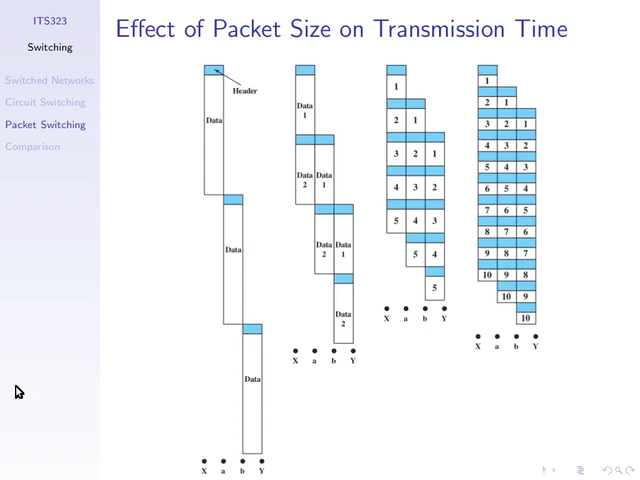 ITS323
Switching
Switched Networks
Circuit Switching
Packet Switching
Comparison
Effect of Packet Size on Transmission Time
Header
Data
Data
Data
X a b Y
Data
1
Data Data
2 1
Data Data
2 1
Data
2
X a b Y
1
2 1
3 2 1
4 3 2
5 4 3
5 4
5
X a b Y
1
2 1
3 2 1
4 3 2
5 4 3
6 5 4
7 6 5
8 7 6
9 8 7
10 9 8
10 9
10
X a b Y